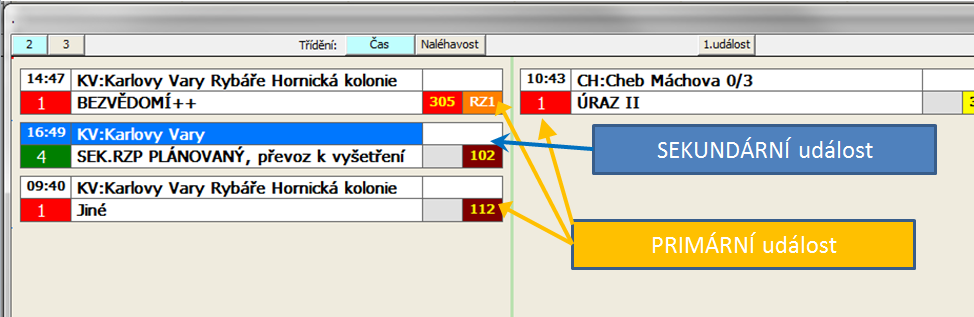 2 3 Třídění: Čas Naléhavost 1.událost
14:47 KV:Karlovy Vary Rybáře Hornická kolonie
1 BEZVĚDOMÍ++ 305 RZ1
16:49 KV:Karlovy Vary
4 SEK.RZP PLÁNOVANÝ, převoz k vyšetření 102
09:40 KV:Karlovy Vary Rybáře Hornická kolonie
1 Jiné 112
10:43 CH:Cheb Máchova 0/3
1 ÚRAZ II
SEKUNDÁRNÍ událost
PRIMÁRNÍ událost